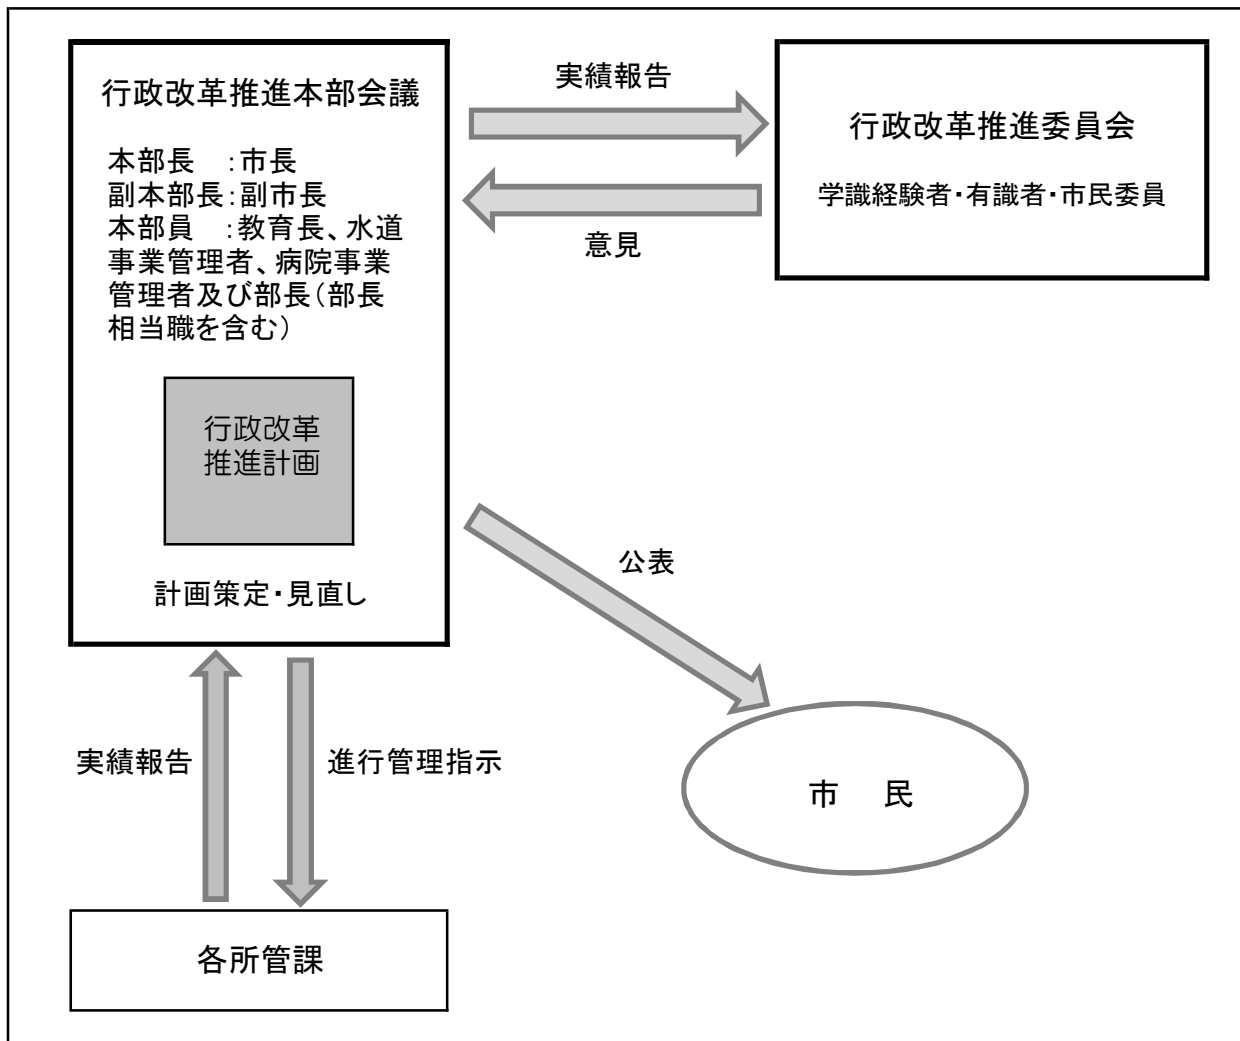 行政改革推進本部会議
本部長　：市長
副本部長：副市長
本部員　：教育長、水道
事業管理者、病院事業
管理者及び部長（部長
相当職を含む）
行政改革
推進計画
計画策定・見直し
実績報告
意見
行政改革推進委員会
学識経験者・有識者・市民委員
公表
市　民
実績報告
進行管理指示
各所管課